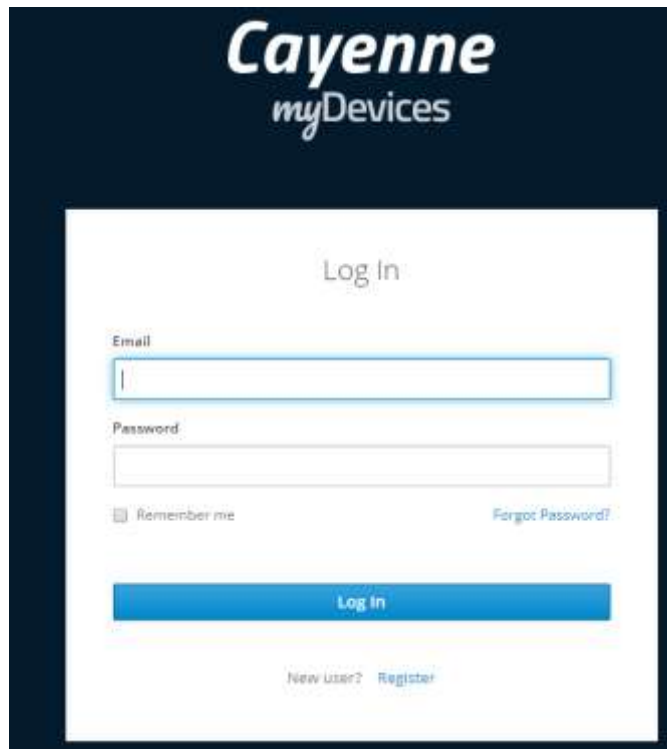 Cayenne
myDevices
Log In
Email
Password
Remember me Forgot Password?
Log In
New user? Register